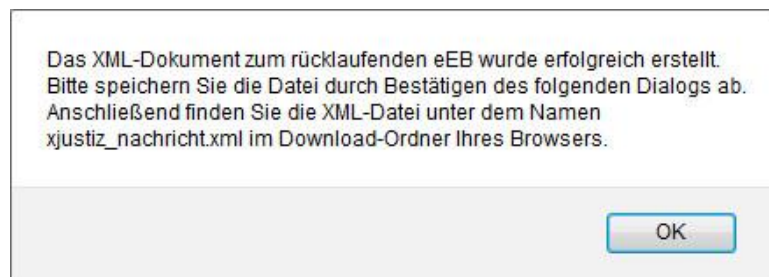 Das XML-Dokument zum rücklaufenden eEB wurde erfolgreich erstellt.
Bitte speichern Sie die Datei durch Bestätigen des folgenden Dialogs ab.
Anschließend finden Sie die XML-Datei unter dem Namen
xjustiz_nachricht.xml im Download-Ordner Ihres Browsers.
OK